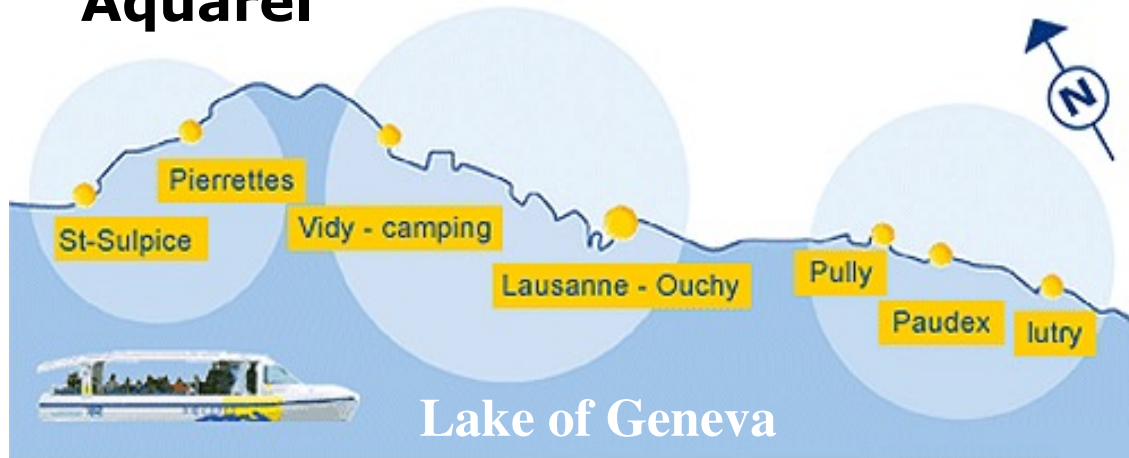 Aquarel
N
Pierrettes
St-Sulpice
Vidy - camping
Lausanne - Ouchy
Pully
Paudex
lutry
Lake of Geneva